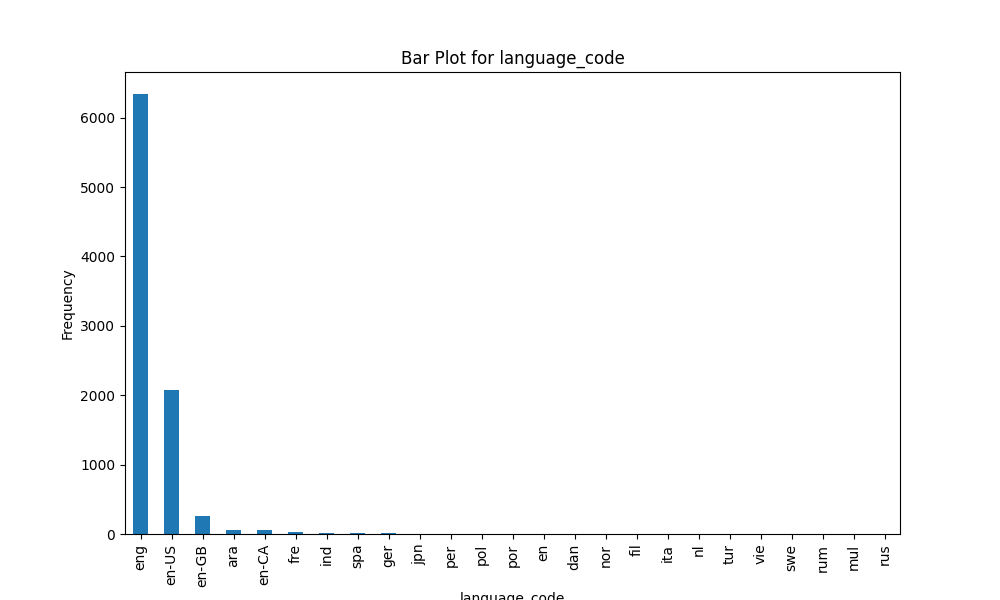 Bar Plot for language_code
Frequency
6000
5000
4000
3000
2000
1000
0
eng
en-US
en-GB
ara
en-CA
fre
ind
spa
ger
jpn
per
pol
por
en
dan
nor
fil
ita
nl
tur
vie
swe
rum
mul
rus
language_code